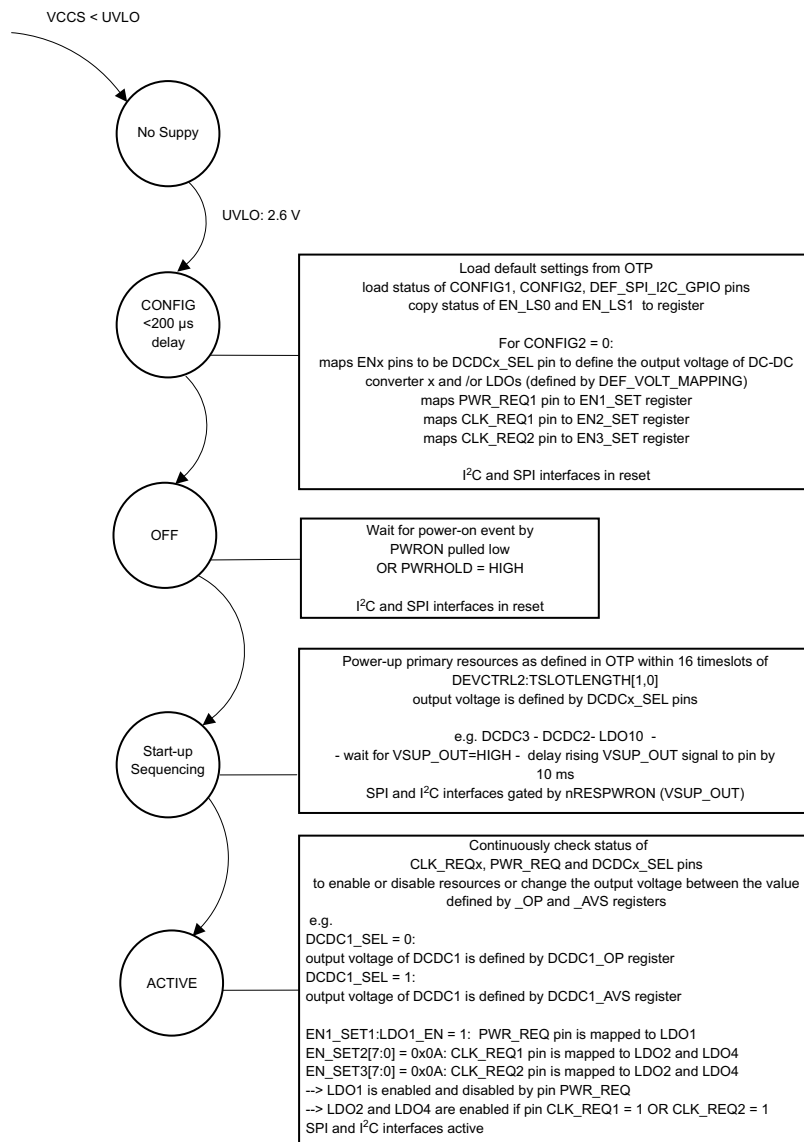 VCCS < UVLO
No Suppy
UVLO: 2.6 V
CONFIG
<200 µs
delay
Load default settings from OTP
load status of CONFIG1, CONFIG2, DEF_SPI_I2C_GPIO pins
copy status of EN_LS0 and EN_LS1 to register
For CONFIG2 = 0:
maps ENx pins to be DCDCx_SEL pin to define the output voltage of DC-DC
converter x and /or LDOs (defined by DEF_VOLT_MAPPING)
maps PWR_REQ1 pin to EN1_SET register
maps CLK_REQ1 pin to EN2_SET register
maps CLK_REQ2 pin to EN3_SET register
I²C and SPI interfaces in reset
OFF
Wait for power-on event by
PWRON pulled low
OR PWRHOLD = HIGH
I²C and SPI interfaces in reset
Start-up
Sequencing
Power-up primary resources as defined in OTP within 16 timeslots of
DEVCTRL2:TSLOTLENGTH[1,0]
output voltage is defined by DCDCx_SEL pins
e.g. DCDC3 - DCDC2- LDO10 -
- wait for VSUP_OUT=HIGH - delay rising VSUP_OUT signal to pin by
10 ms
SPI and I²C interfaces gated by nRESPWRON (VSUP_OUT)
ACTIVE
Continuously check status of
CLK_REQx, PWR_REQ and DCDCx_SEL pins
to enable or disable resources or change the output voltage between the value
defined by _OP and _AVS registers
e.g.
DCDC1_SEL = 0:
output voltage of DCDC1 is defined by DCDC1_OP register
DCDC1_SEL = 1:
output voltage of DCDC1 is defined by DCDC1_AVS register
EN1_SET1:LDO1_EN = 1: PWR_REQ pin is mapped to LDO1
EN_SET2[7:0] = 0x0A: CLK_REQ1 pin is mapped to LDO2 and LDO4
EN_SET3[7:0] = 0x0A: CLK_REQ2 pin is mapped to LDO2 and LDO4
--> LDO1 is enabled and disabled by pin PWR_REQ
--> LDO2 and LDO4 are enabled if pin CLK_REQ1 = 1 OR CLK_REQ2 = 1
SPI and I²C interfaces active